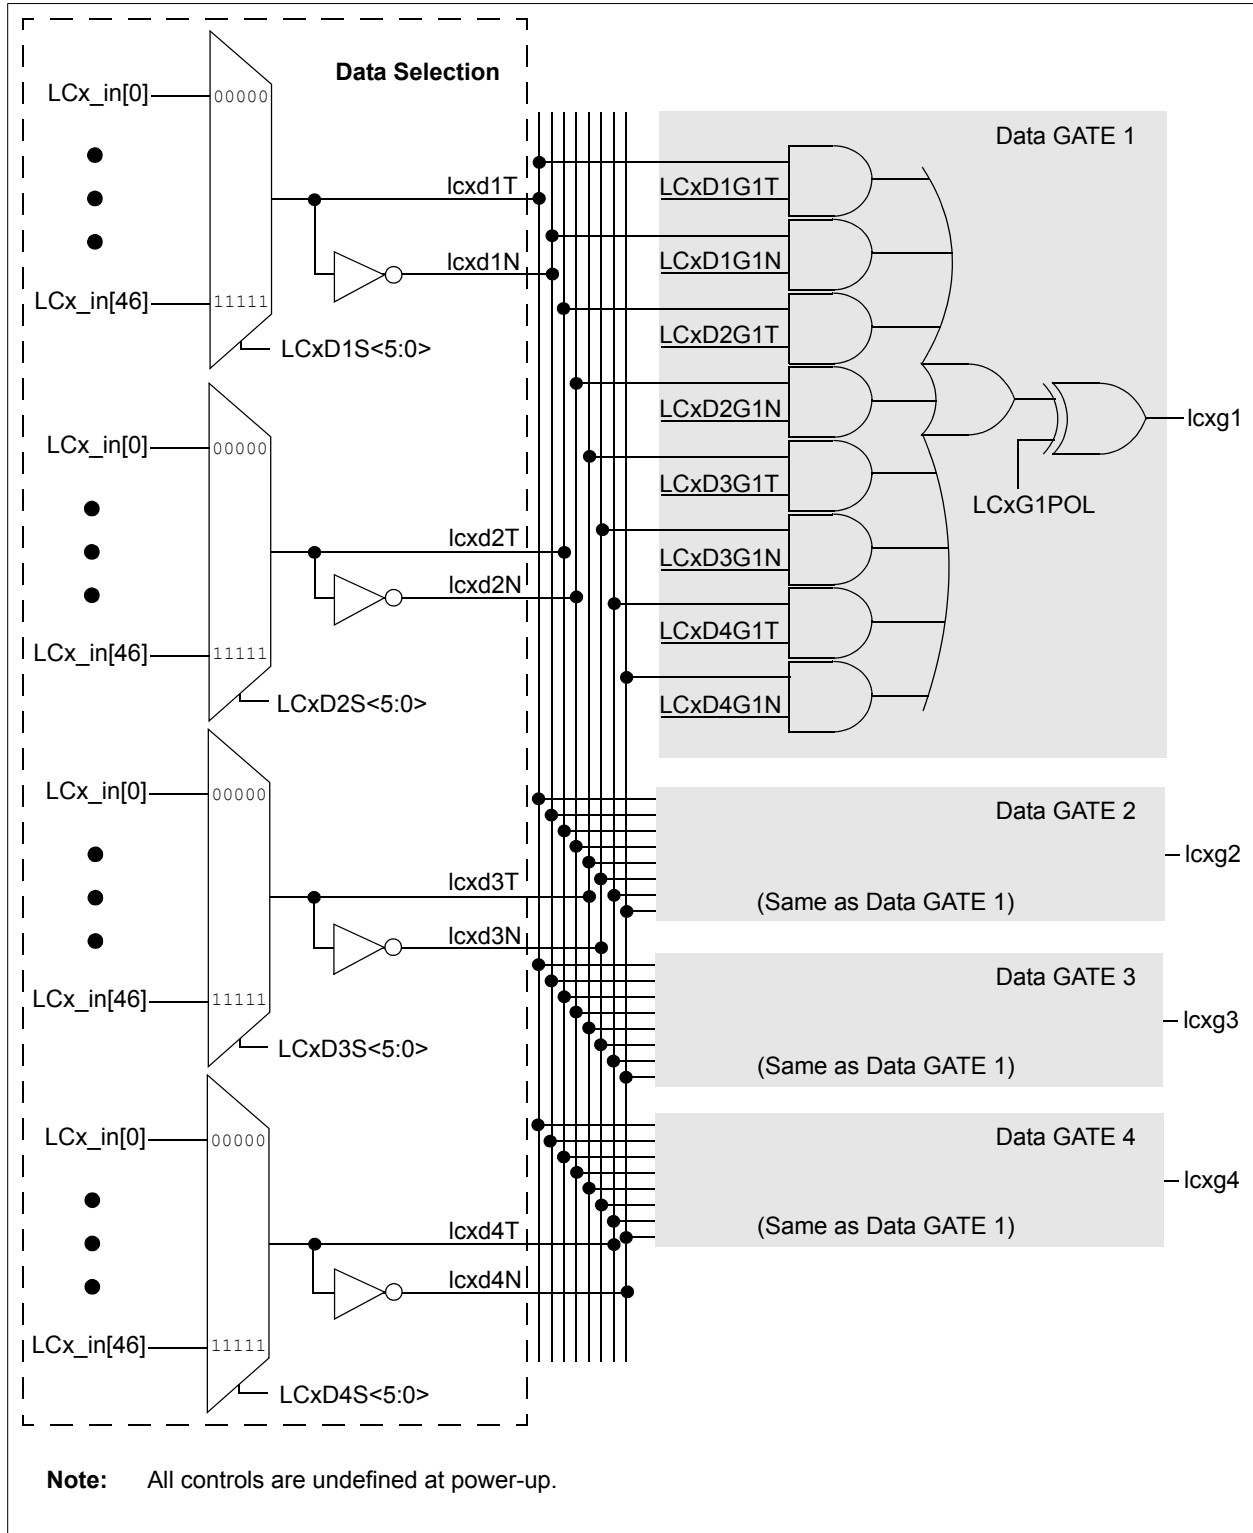 Data Selection
LCx_in[0]
00000
LCx_in[46]
11111
LCxD1S<5:0>
lcxd1T
lcxd1N
LCx_in[0]
00000
LCx_in[46]
11111
LCxD2S<5:0>
lcxd2T
lcxd2N
LCx_in[0]
00000
LCx_in[46]
11111
LCxD3S<5:0>
lcxd3T
lcxd3N
LCx_in[0]
00000
LCx_in[46]
11111
LCxD4S<5:0>
lcxd4T
lcxd4N
Data GATE 1
LCxD1G1T
LCxD1G1N
LCxD2G1T
LCxD2G1N
LCxD3G1T
LCxD3G1N
LCxD4G1T
LCxD4G1N
LCxG1POL
lcxg1
Data GATE 2
(Same as Data GATE 1)
lcxg2
Data GATE 3
(Same as Data GATE 1)
lcxg3
Data GATE 4
(Same as Data GATE 1)
lcxg4
Note: All controls are undefined at power-up.